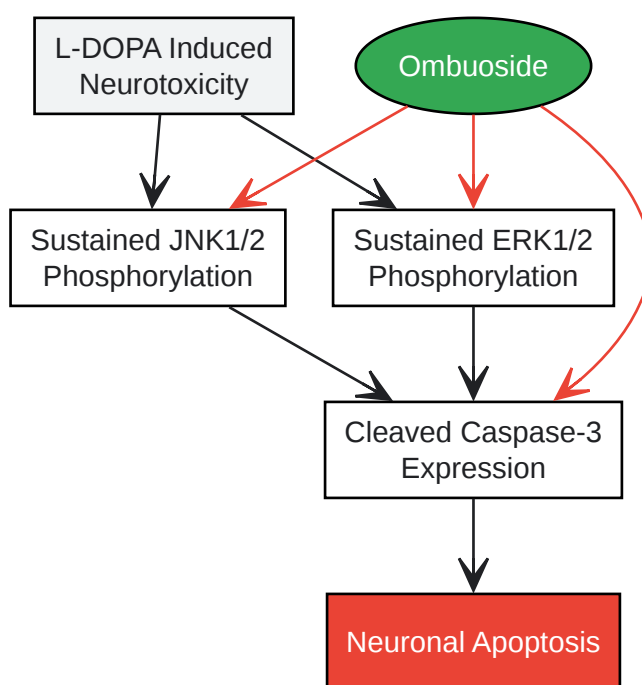 L-DOPA Induced
Neurotoxicity
Ombuoside
Sustained JNK1/2
Phosphorylation
Sustained ERK1/2
Phosphorylation
Cleaved Caspase-3
Expression
Neuronal Apoptosis